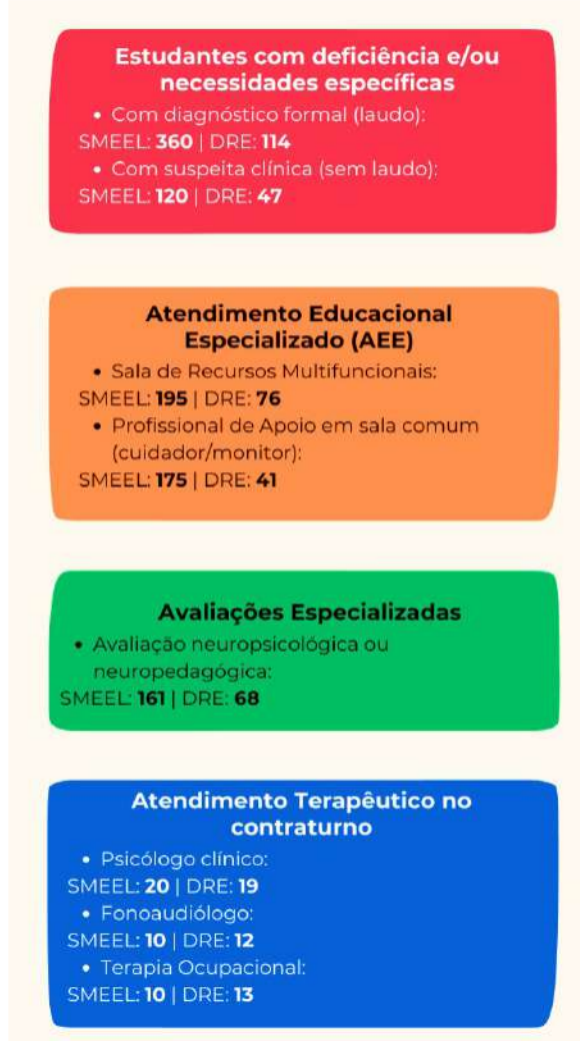 Estudantes com deficiência e/ou
necessidades específicas
• Com diagnóstico formal (laudo):
SMEEL: 360 | DRE: 114
• Com suspeita clínica (sem laudo):
SMEEL: 120 | DRE: 47
Atendimento Educacional
Especializado (AEE)
• Sala de Recursos Multifuncionais:
SMEEL: 195 | DRE: 76
• Profissional de Apoio em sala comum
(cuidador/monitor):
SMEEL: 175 | DRE: 41
Avaliações Especializadas
• Avaliação neuropsicológica ou
neuropedagógica:
SMEEL: 161 | DRE: 68
Atendimento Terapêutico no
contraturno
• Psicólogo clínico:
SMEEL: 20 | DRE: 19
• Fonoaudiólogo:
SMEEL: 10 | DRE: 12
• Terapia Ocupacional:
SMEEL: 10 | DRE: 13